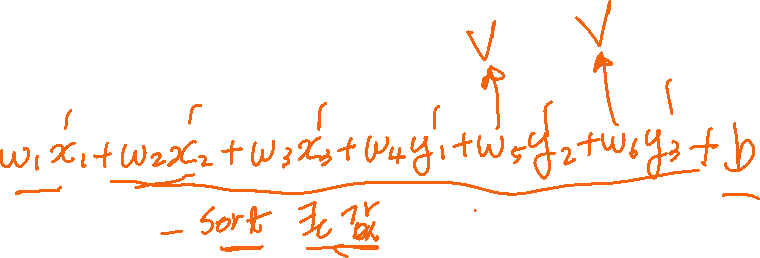 V V
w₁x₁' + w₂x₂' + w₃x₃' + w₄y₁' + w₅y₂' + w₆y₃' + b
- Sort